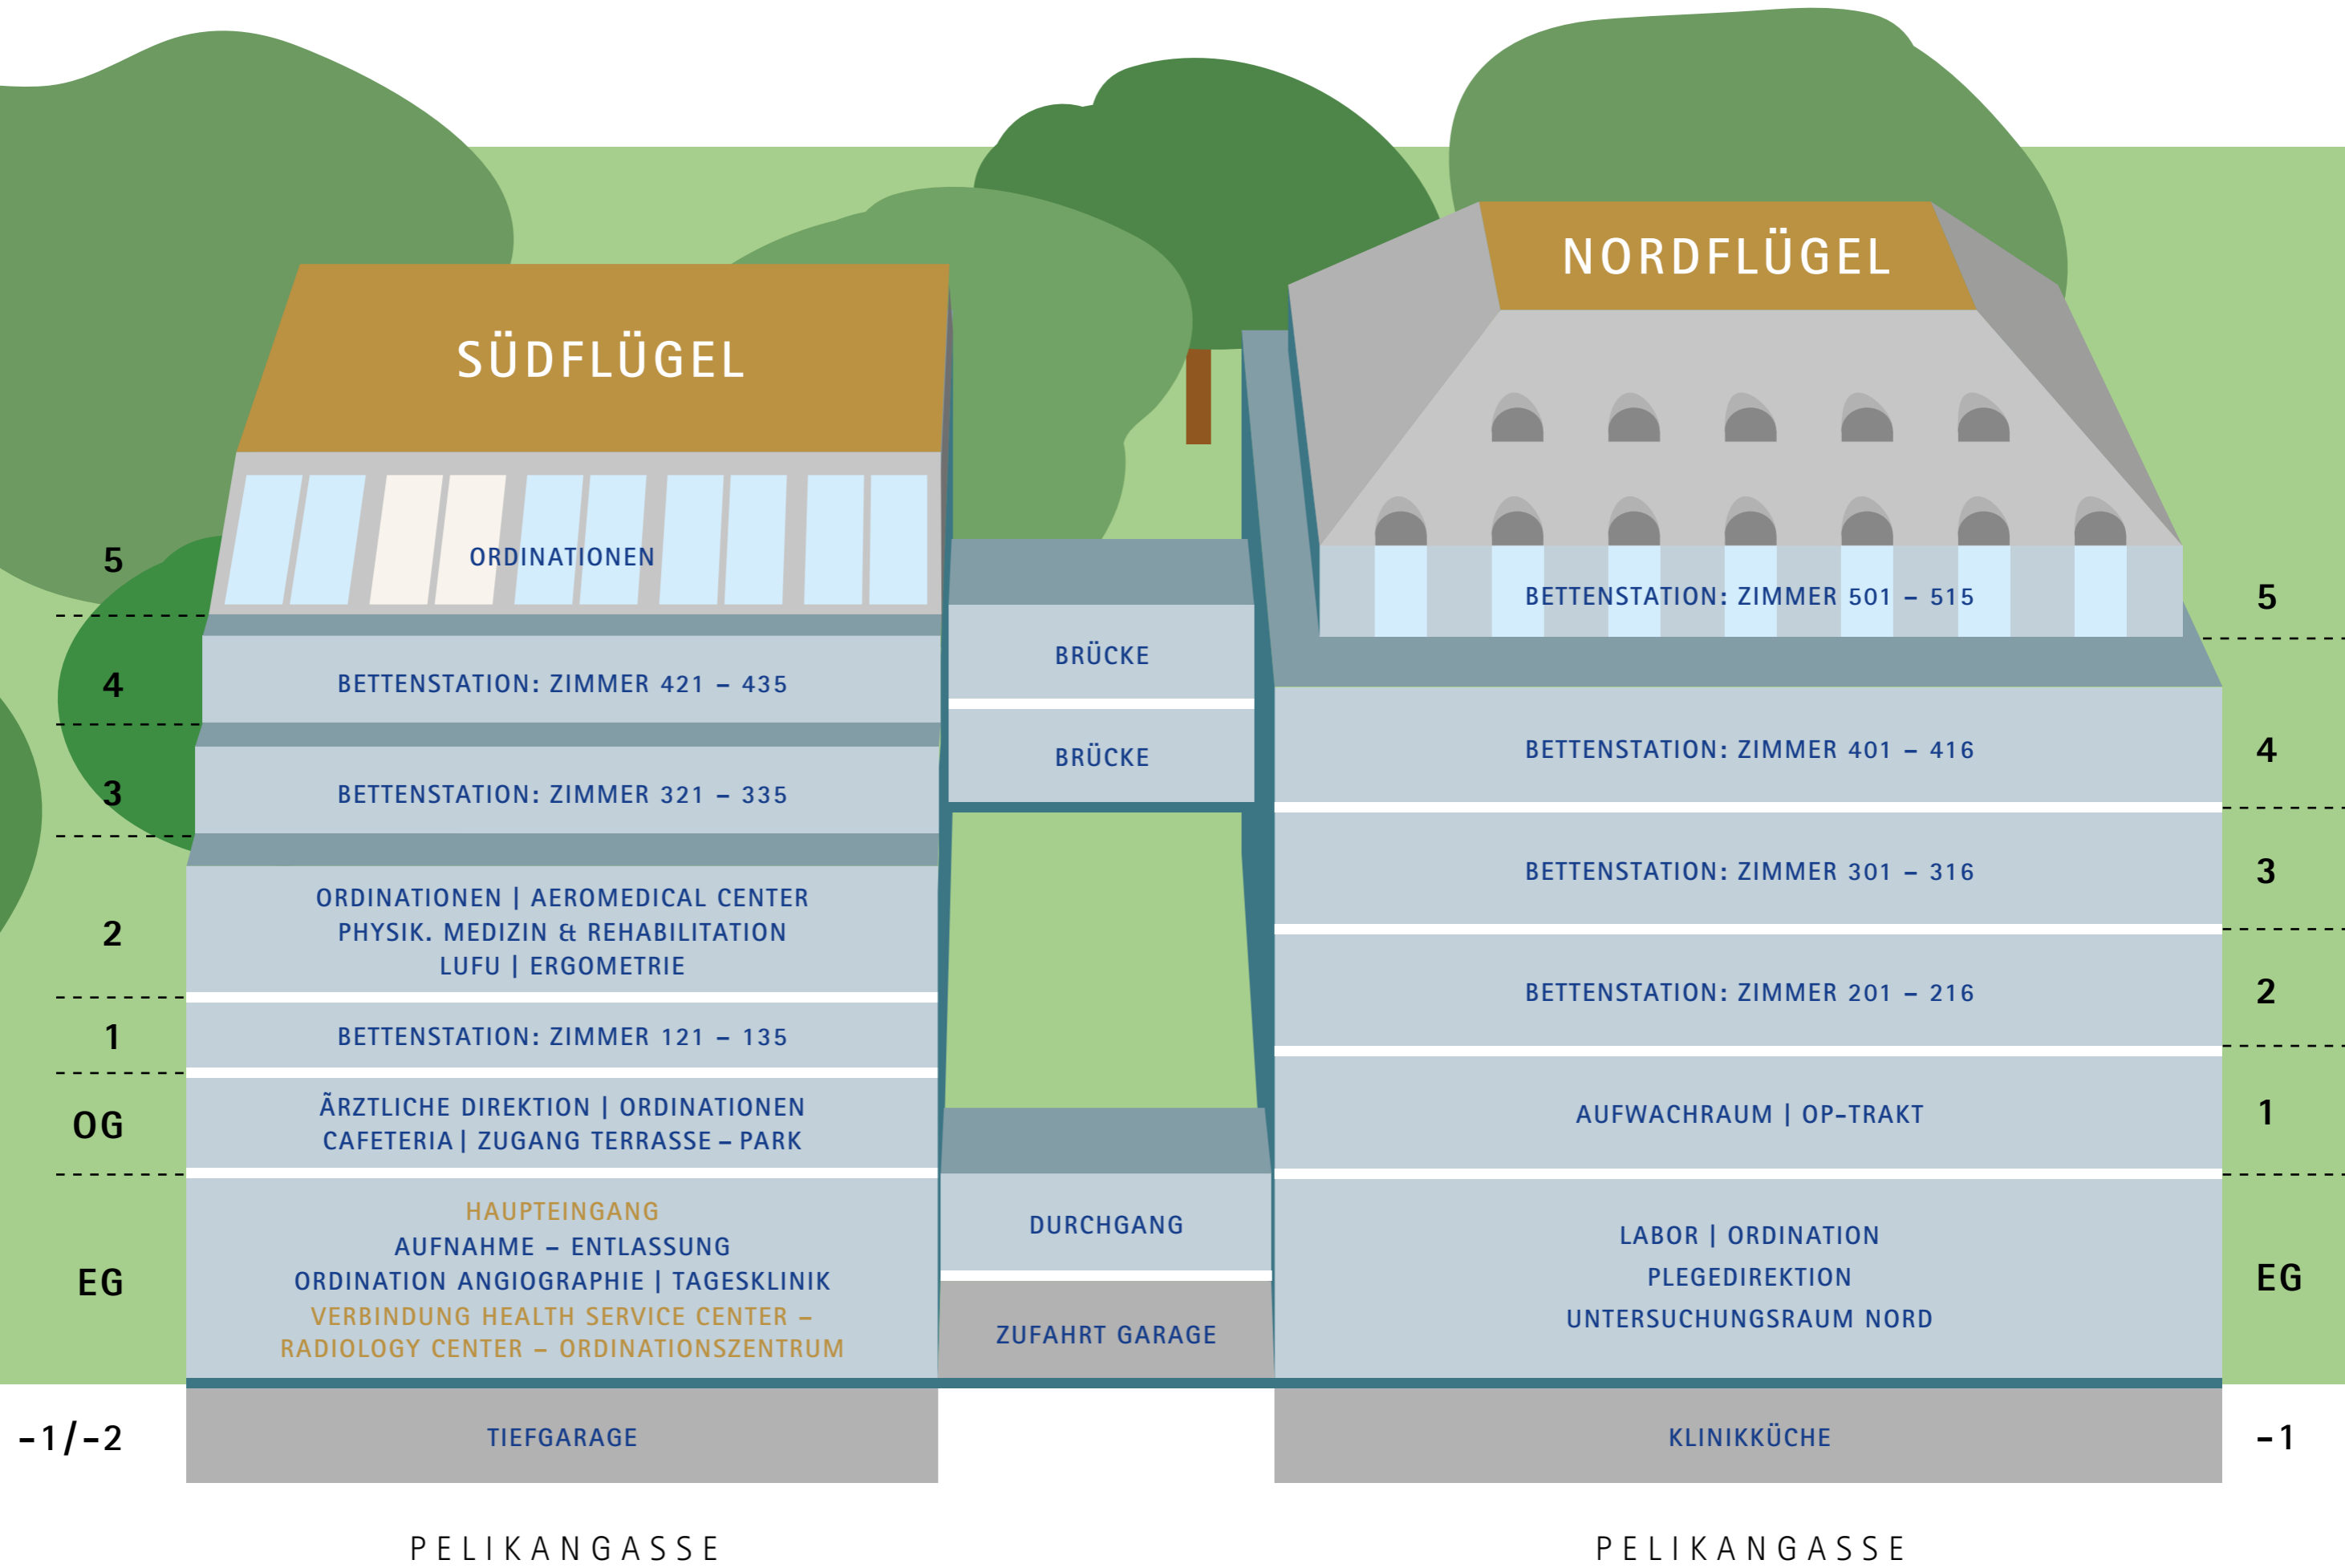 SÜDFLÜGEL
5
ORDINATIONEN
4
BETTENSTATION: ZIMMER 421 – 435
3
BETTENSTATION: ZIMMER 321 – 335
2
ORDINATIONEN | AEROMEDICAL CENTER
PHYSIK. MEDIZIN & REHABILITATION
LUFU | ERGOMETRIE
1
BETTENSTATION: ZIMMER 121 – 135
OG
ÃRZTLICHE DIREKTION | ORDINATIONEN
CAFETERIA | ZUGANG TERRASSE – PARK
EG
HAUPTEINGANG
AUFNAHME – ENTLASSUNG
ORDINATION ANGIOGRAPHIE | TAGESKLINIK
VERBINDUNG HEALTH SERVICE CENTER –
RADIOLOGY CENTER – ORDINATIONSZENTRUM
-1/-2
TIEFGARAGE
PELIKANGASSE
BRÜCKE
BRÜCKE
DURCHGANG
ZUFAHRT GARAGE
NORDFLÜGEL
BETTENSTATION: ZIMMER 501 – 515
5
BETTENSTATION: ZIMMER 401 – 416
4
BETTENSTATION: ZIMMER 301 – 316
3
BETTENSTATION: ZIMMER 201 – 216
2
AUFWACHRAUM | OP-TRAKT
1
LABOR | ORDINATION
PLEGEDIREKTION
UNTERSUCHUNGSRAUM NORD
EG
KLINIKKÜCHE
-1
PELIKANGASSE